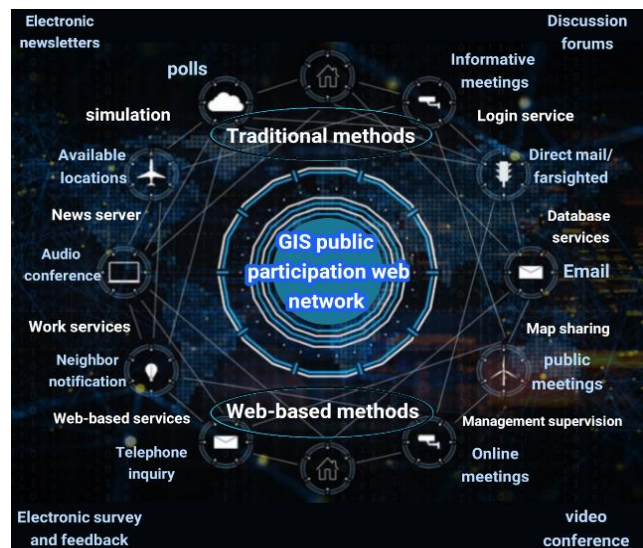 Electronic
newsletters
Discussion
forums
polls
Informative
meetings
simulation
Login service
Traditional methods
Available
locations
Direct mail/
farsighted
News server
Database
services
GIS public
participation web
network
Audio
conference
Email
Work services
Map sharing
Neighbor
notification
public
meetings
Web-based services
Web-based methods
Management supervision
Telephone
inquiry
Online
meetings
Electronic survey
and feedback
video
conference